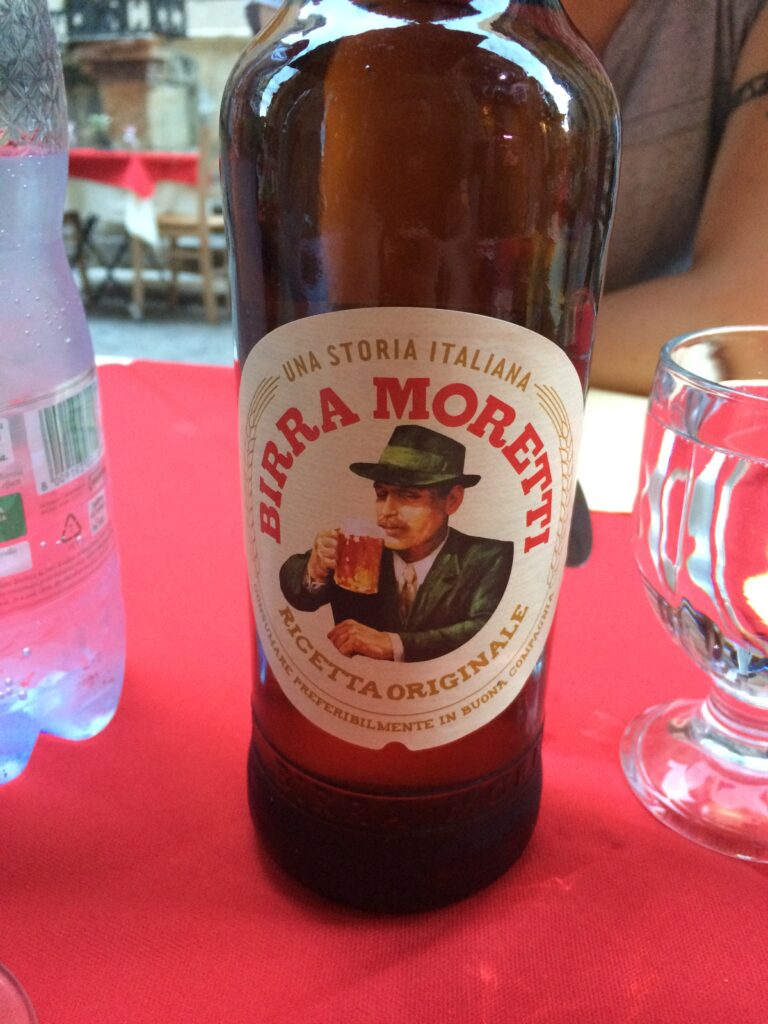 UNA STORIA ITALIANA
BIRRA MORETTI
RICETTA ORIGINALE
CONSUMARE PREFERIBILMENTE IN BUONA COMPAGNIA